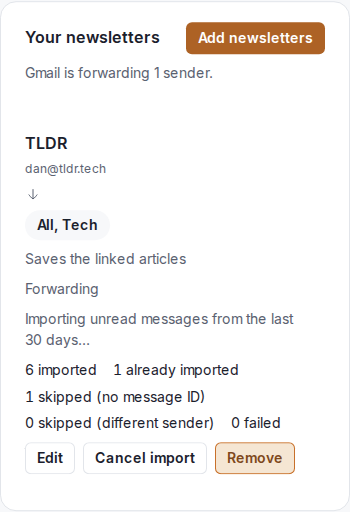 Your newsletters
Add newsletters
Gmail is forwarding 1 sender.
TLDR
dan@tldr.tech
↓
All, Tech
Saves the linked articles
Forwarding
Importing unread messages from the last
30 days...
6 imported 1 already imported
1 skipped (no message ID)
0 skipped (different sender) 0 failed
Edit Cancel import Remove